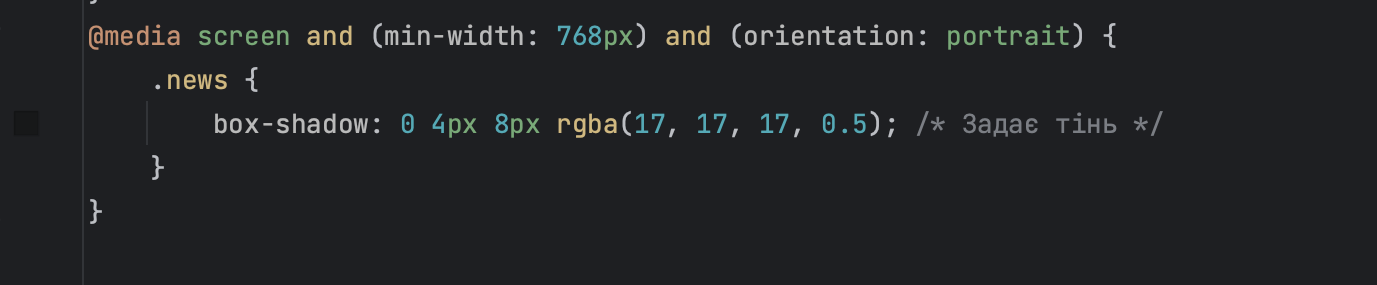 @media screen and (min-width: 768px) and (orientation: portrait) {
    .news {
        box-shadow: 0 4px 8px rgba(17, 17, 17, 0.5); /* Задає тінь */
    }
}